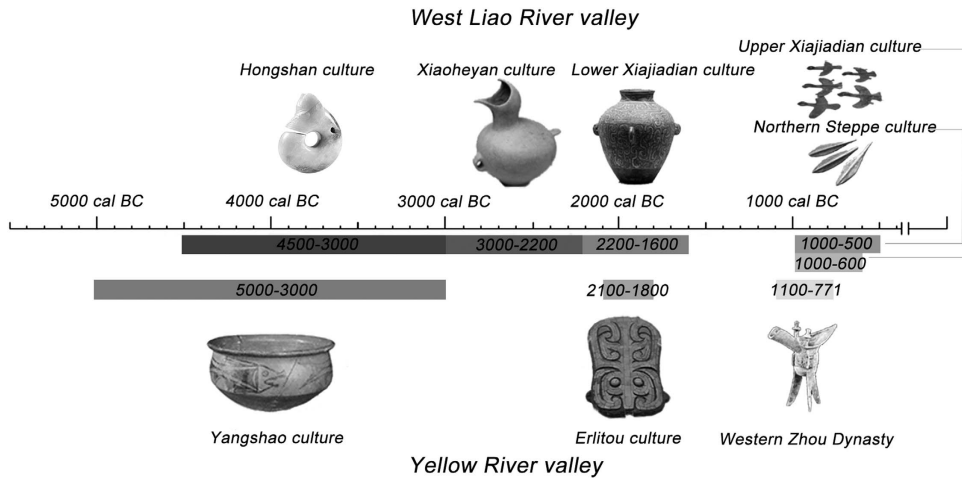 West Liao River valley
Upper Xiajiadian culture
Hongshan culture
Xiaoheyan culture
Lower Xiajiadian culture
Northern Steppe culture
5000 cal BC
4000 cal BC
3000 cal BC
2000 cal BC
1000 cal BC
4500-3000
3000-2200
2200-1600
1000-500
1000-600
5000-3000
2100-1800
1100-771
Yangshao culture
Erlitou culture
Western Zhou Dynasty
Yellow River valley